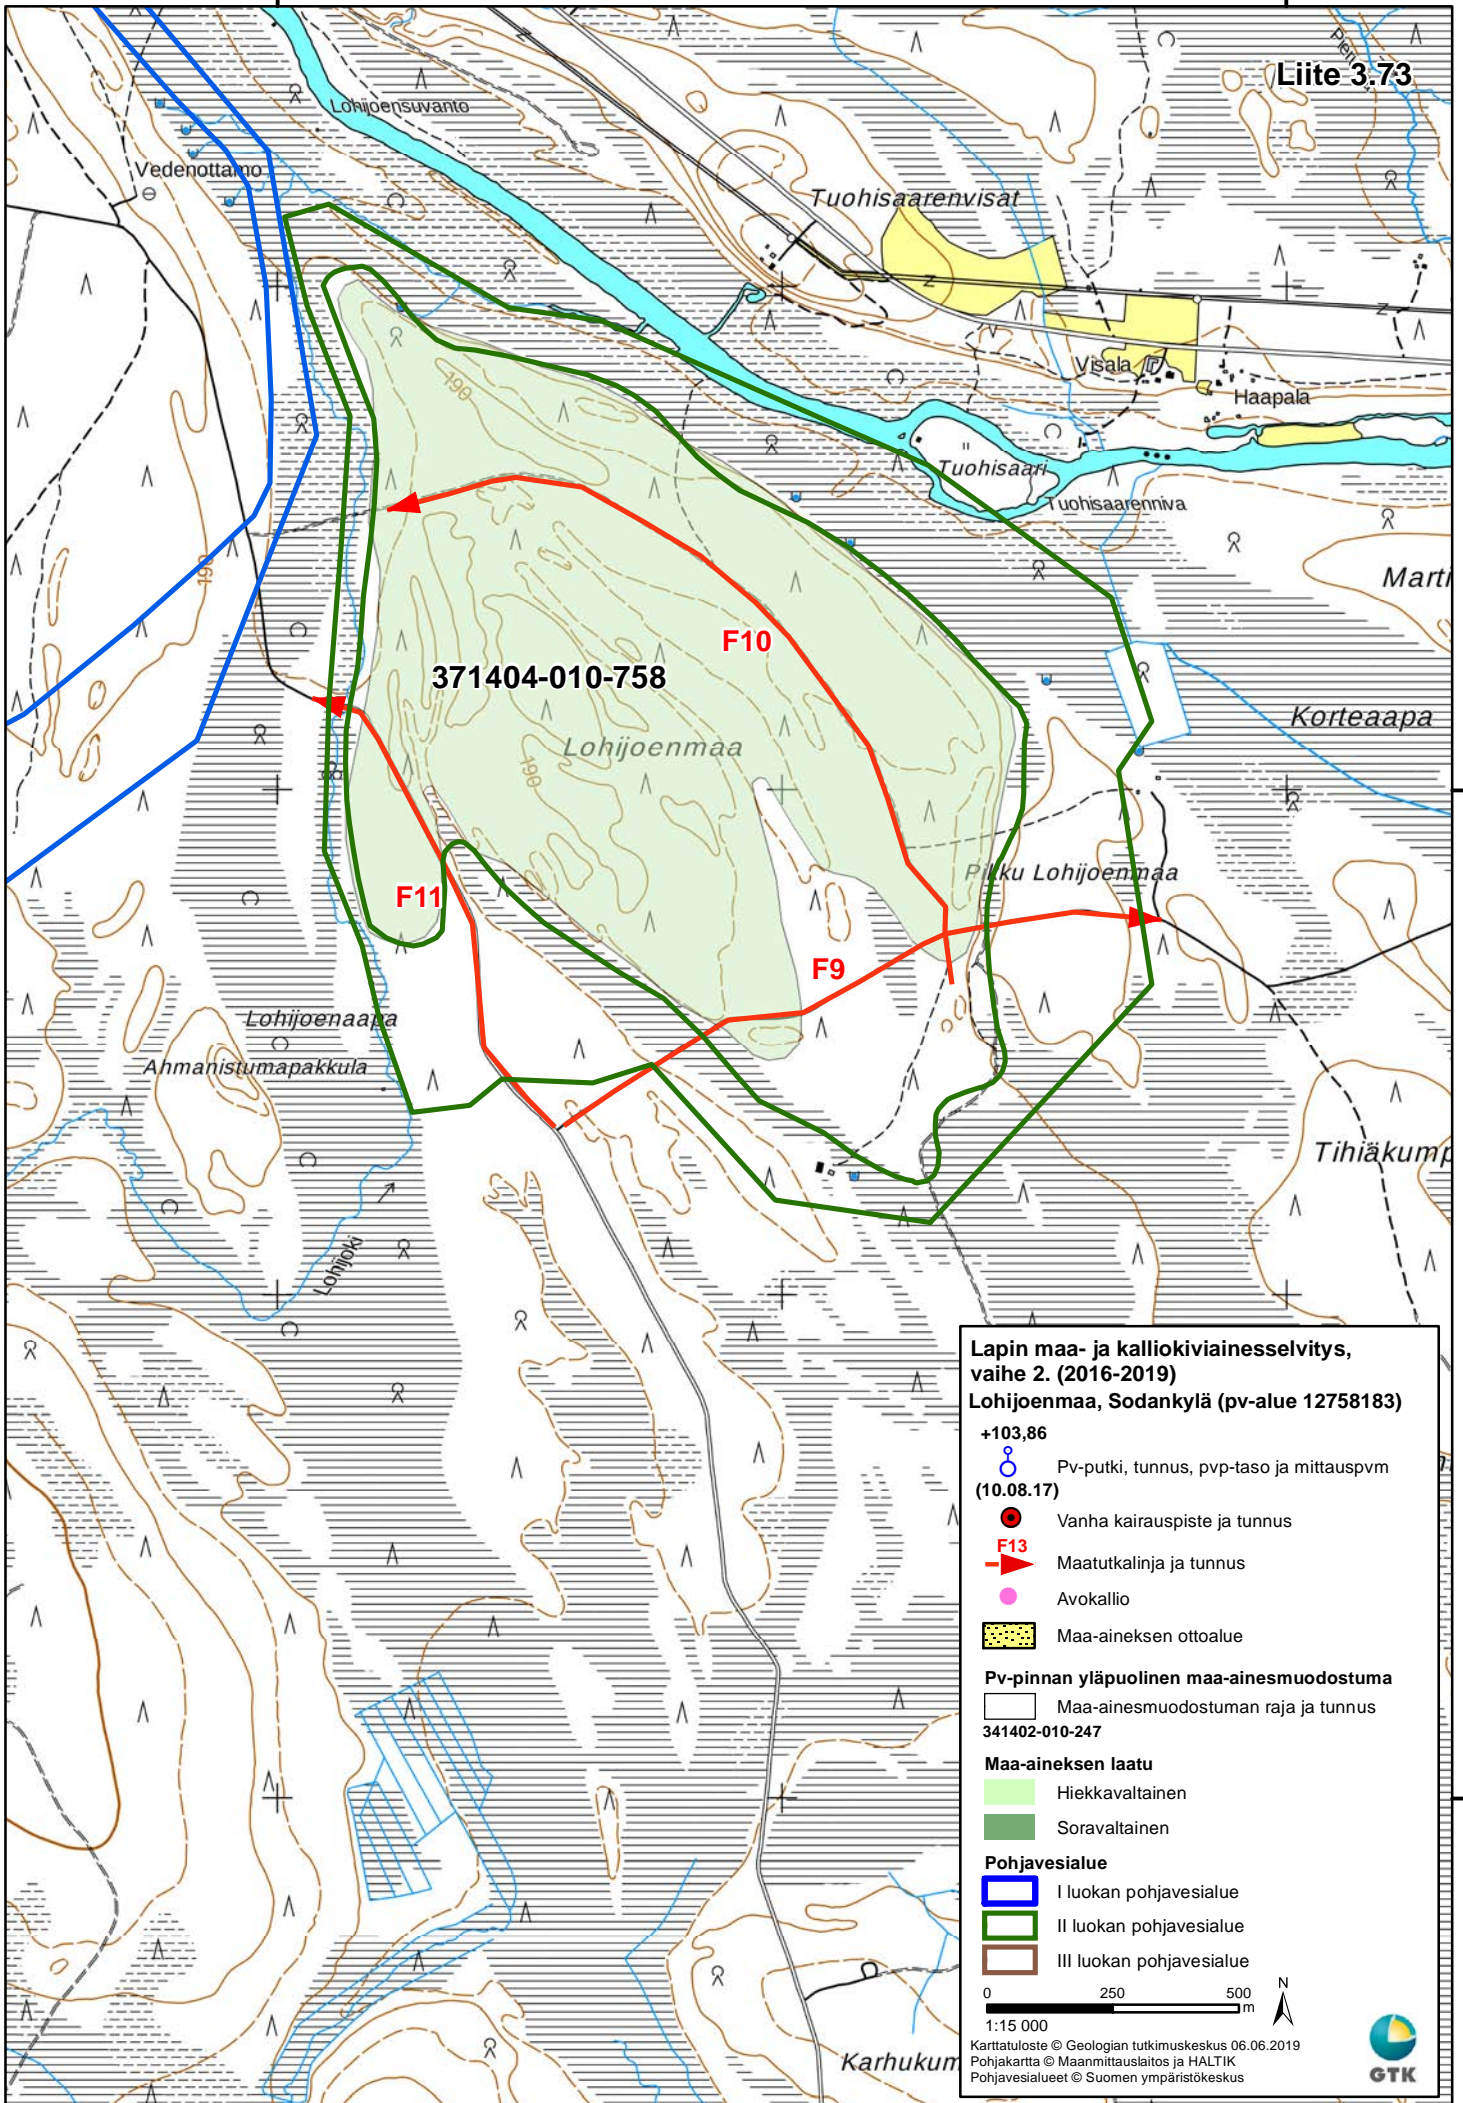 Liite 3.73
Lohijoensuvanto
Vedenottamo
Tuohisaarenvisat
Z
Z
Z
Visala
Haapala
Tuohisaari
Tuohisaarenniva
190
190
F10
371404-010-758
Lohijoenmaa
190
Korteaapa
Pikku Lohijoenmaa
F11
F9
Lohijoenaapa
Ahmanistumapakkula
Lohijoki
Lapin maa- ja kalliokiviainesselvitys,
vaihe 2. (2016-2019)
Lohijoenmaa, Sodankylä (pv-alue 12758183)
+103,86
Pv-putki, tunnus, pvp-taso ja mittauspvm
(10.08.17)
Vanha kairauspiste ja tunnus
F13
Maatutkalinja ja tunnus
Avokallio
Maa-aineksen ottoalue
Pv-pinnan yläpuolinen maa-ainesmuodostuma
Maa-ainesmuodostuman raja ja tunnus
341402-010-247
Maa-aineksen laatu
Hiekkavaltainen
Soravaltainen
Pohjavesialue
I luokan pohjavesialue
II luokan pohjavesialue
III luokan pohjavesialue
0 250 500
m
N
1:15 000
Karttatuloste © Geologian tutkimuskeskus 06.06.2019
Pohjakartta © Maanmittauslaitos ja HALTIK
Pohjavesialueet © Suomen ympäristökeskus
GTK